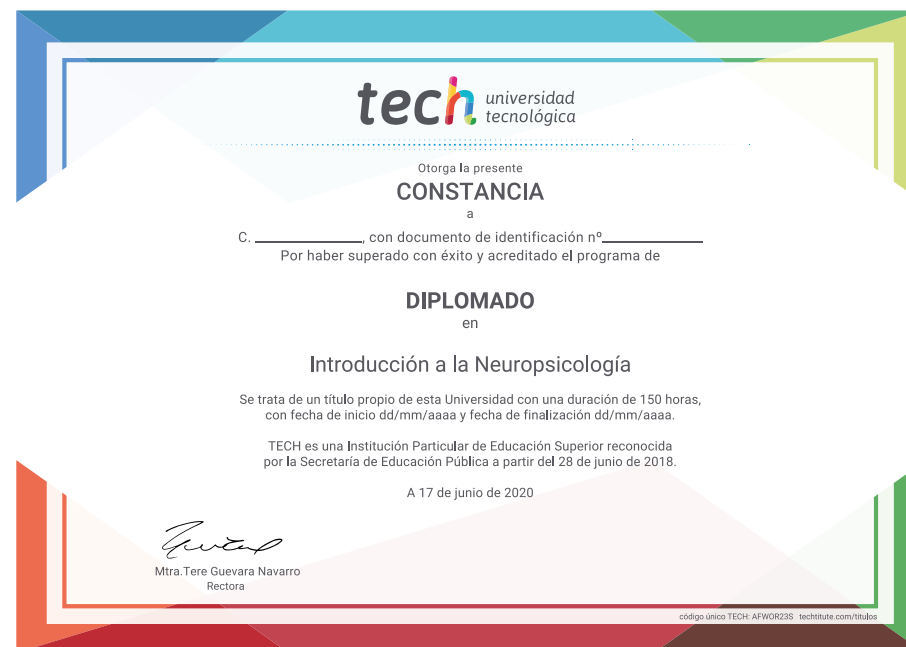 tech universidad
tecnológica
Otorga la presente
CONSTANCIA
a
C. ____________, con documento de identificación nº____________
Por haber superado con éxito y acreditado el programa de
DIPLOMADO
en
Introducción a la Neuropsicología
Se trata de un título propio de esta Universidad con una duración de 150 horas,
con fecha de inicio dd/mm/aaaa y fecha de finalización dd/mm/aaaa.
TECH es una Institución Particular de Educación Superior reconocida
por la Secretaría de Educación Pública a partir del 28 de junio de 2018.
A 17 de junio de 2020
Mtra.Tere Guevara Navarro
Rectora
código único TECH: AFWOR23S techtitute.com/titulos